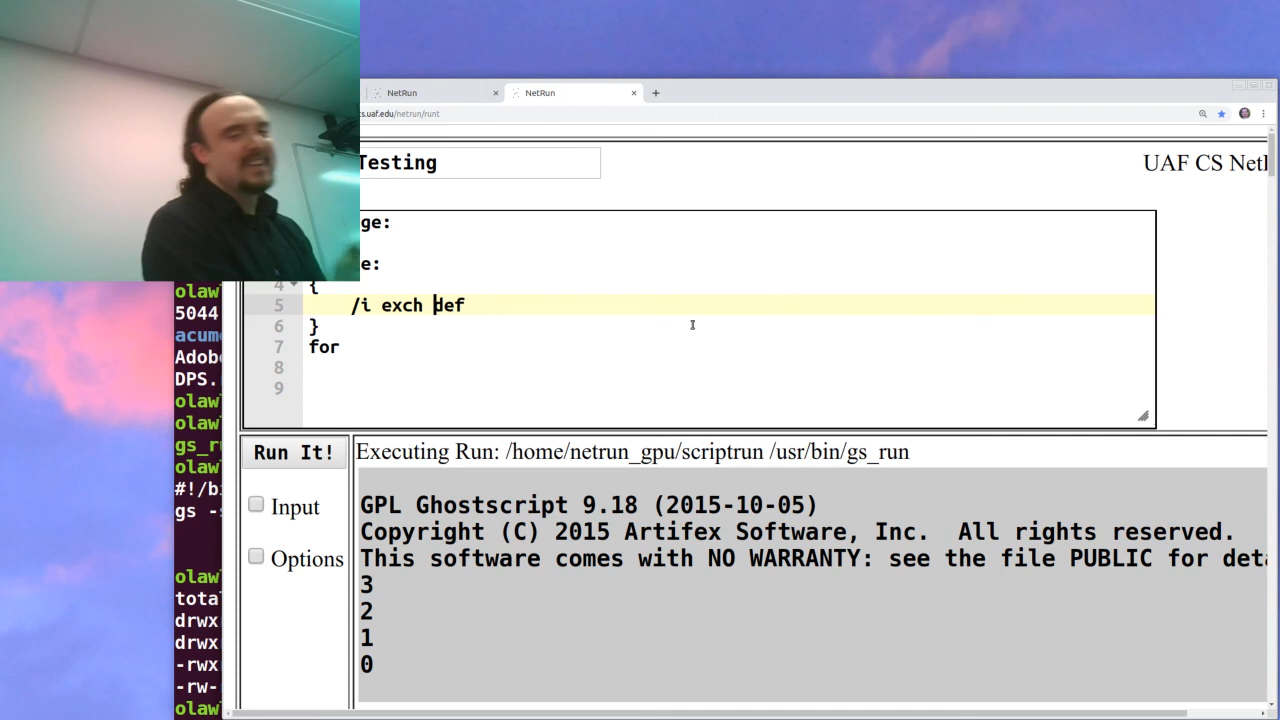 NetRun × NetRun × +
cs.uaf.edu/netrun/runt
Testing
UAF CS Net
ge:
e:
4 {
5 /i exch def
6 }
7 for
8
9
olaw
5044
acum
Adob
DPS.
olaw
olaw
gs_r
olaw
#!/b
gs -
olaw
tota
drwx
drwx
-rwx
-rw-
olaw
Run It!
Input
Options
Executing Run: /home/netrun_gpu/scriptrun /usr/bin/gs_run
GPL Ghostscript 9.18 (2015-10-05)
Copyright (C) 2015 Artifex Software, Inc. All rights reserved.
This software comes with NO WARRANTY: see the file PUBLIC for deta
3
2
1
0